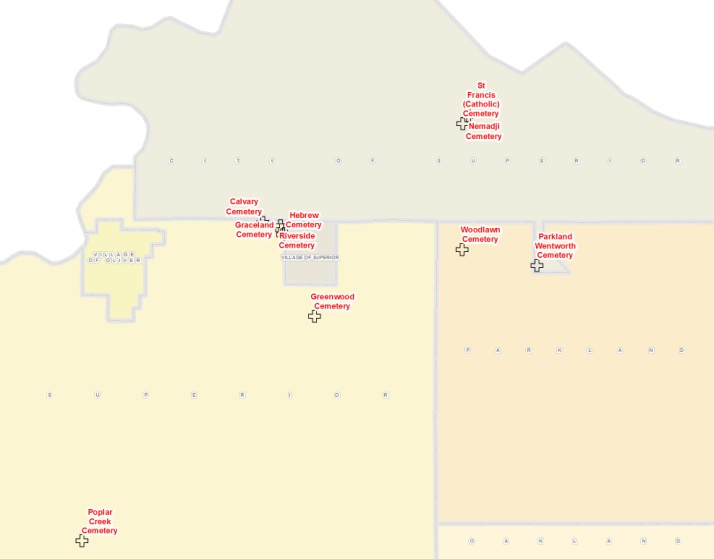 St
Francis
(Catholic)
Cemetery
Nemadji
Cemetery
C I T Y O F S U P E R I O R
Calvary
Cemetery
Hebrew
Cemetery
Graceland
Cemetery
Riverside
Cemetery
Woodlawn
Cemetery
Parkland
Wentworth
Cemetery
VILLAGE
OF OLIVER
VILLAGE OF SUPERIOR
Greenwood
Cemetery
P A R K L A N D
S U P E R I O R
Poplar
Creek
Cemetery
O A K L A N D